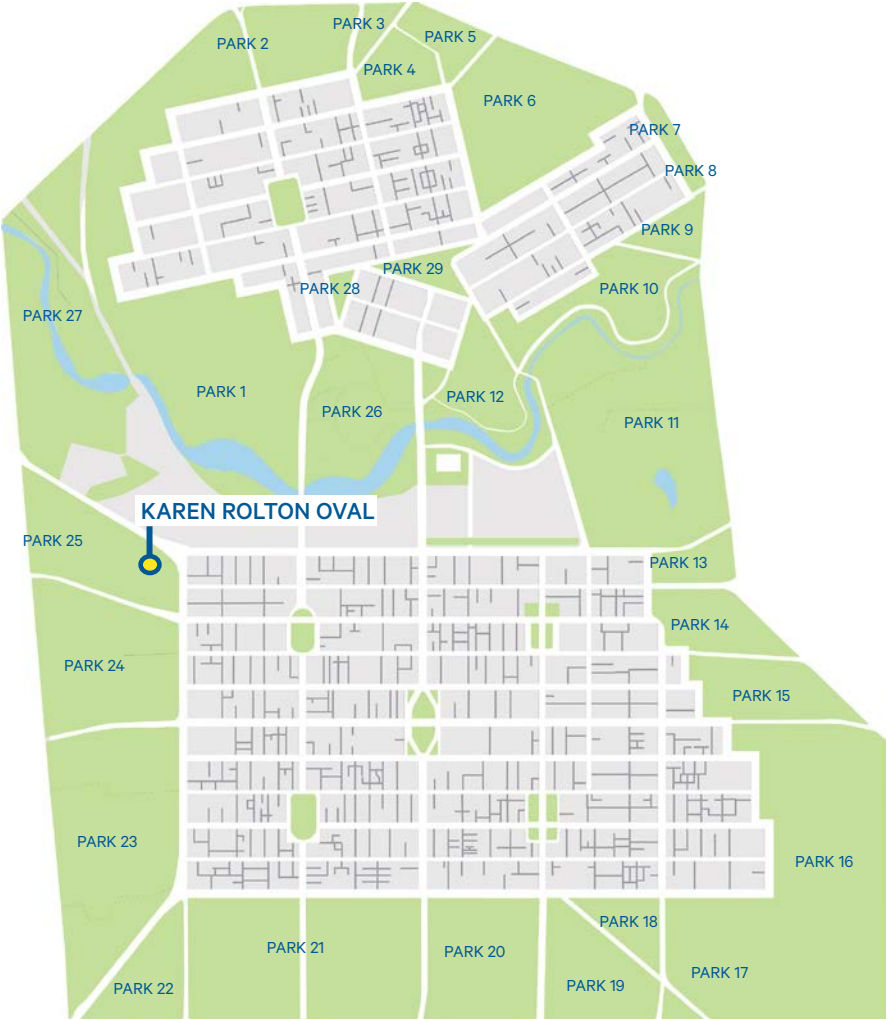 PARK 3
PARK 5
PARK 2
PARK 4
PARK 6
PARK 7
PARK 8
PARK 9
PARK 29
PARK 28
PARK 10
PARK 27
PARK 1
PARK 12
PARK 26
PARK 11
KAREN ROLTON OVAL
PARK 25
PARK 13
PARK 14
PARK 24
PARK 15
PARK 23
PARK 16
PARK 18
PARK 21
PARK 20
PARK 17
PARK 19
PARK 22